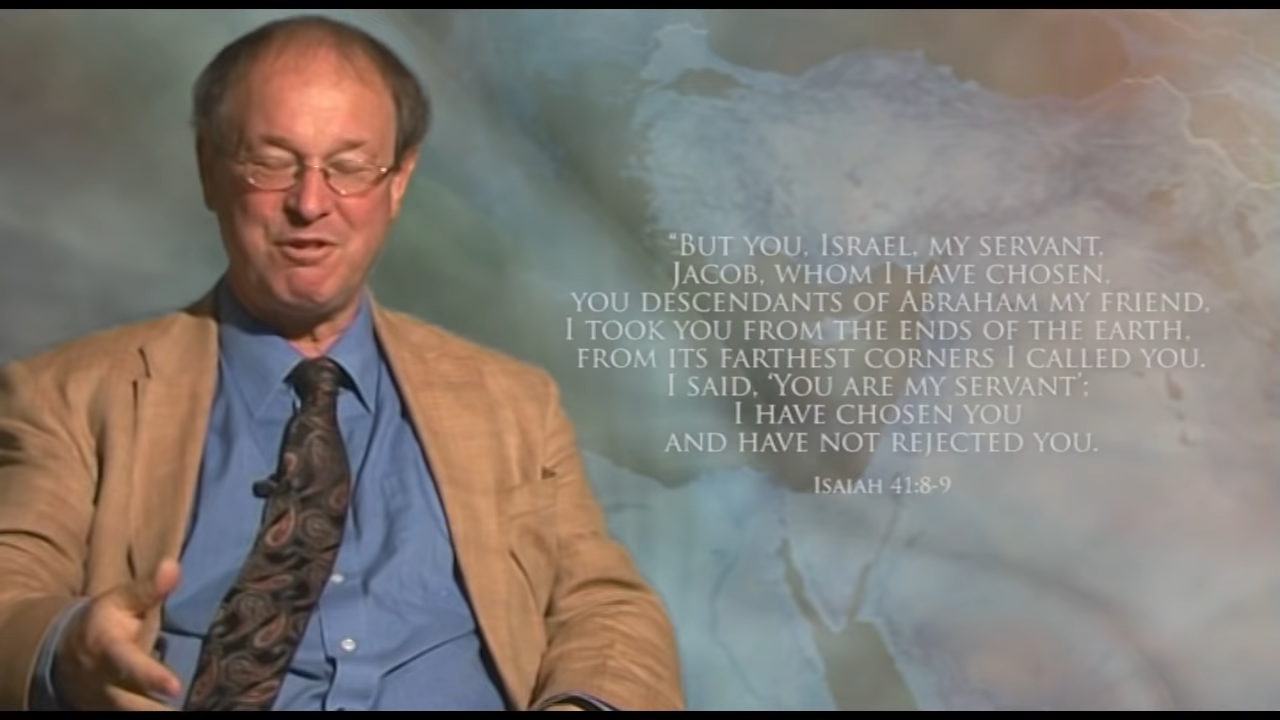 “But you, Israel, my servant,
Jacob, whom I have chosen,
you descendants of Abraham my friend,
I took you from the ends of the earth,
from its farthest corners I called you.
I said, ‘You are my servant’;
I have chosen you
and have not rejected you.
Isaiah 41:8-9